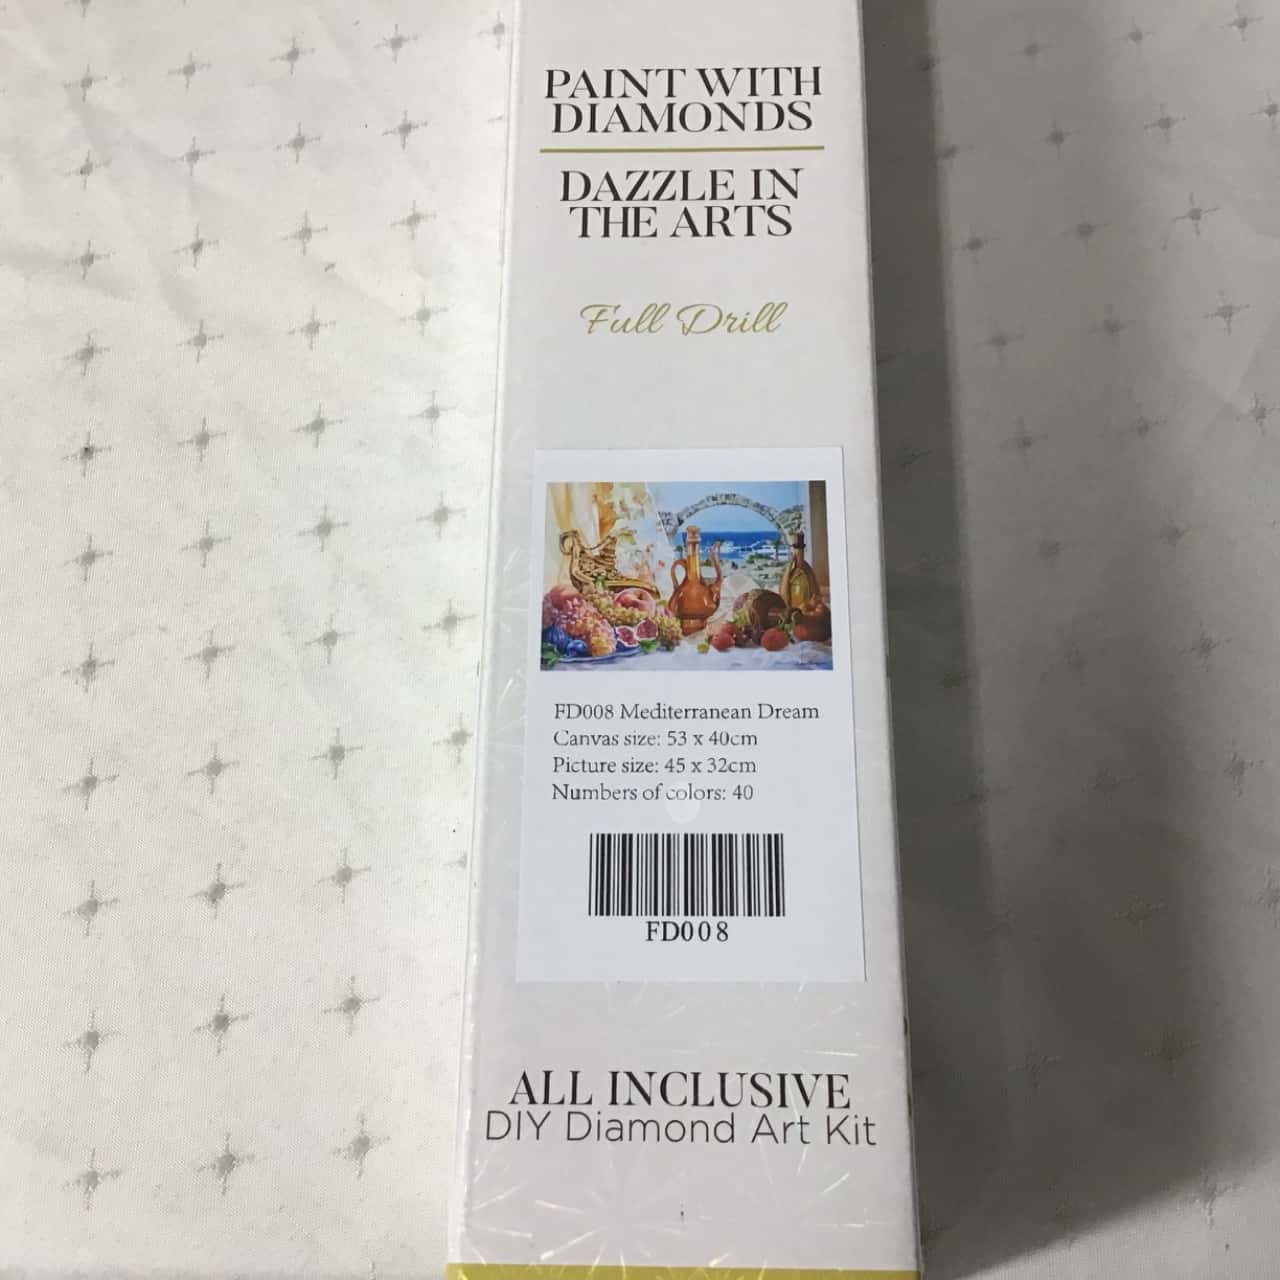 PAINT WITH
DIAMONDS
DAZZLE IN
THE ARTS
Full Drill
FD008 Mediterranean Dream
Canvas size: 53 x 40cm
Picture size: 45 x 32cm
Numbers of colors: 40
FD008
ALL INCLUSIVE
DIY Diamond Art Kit